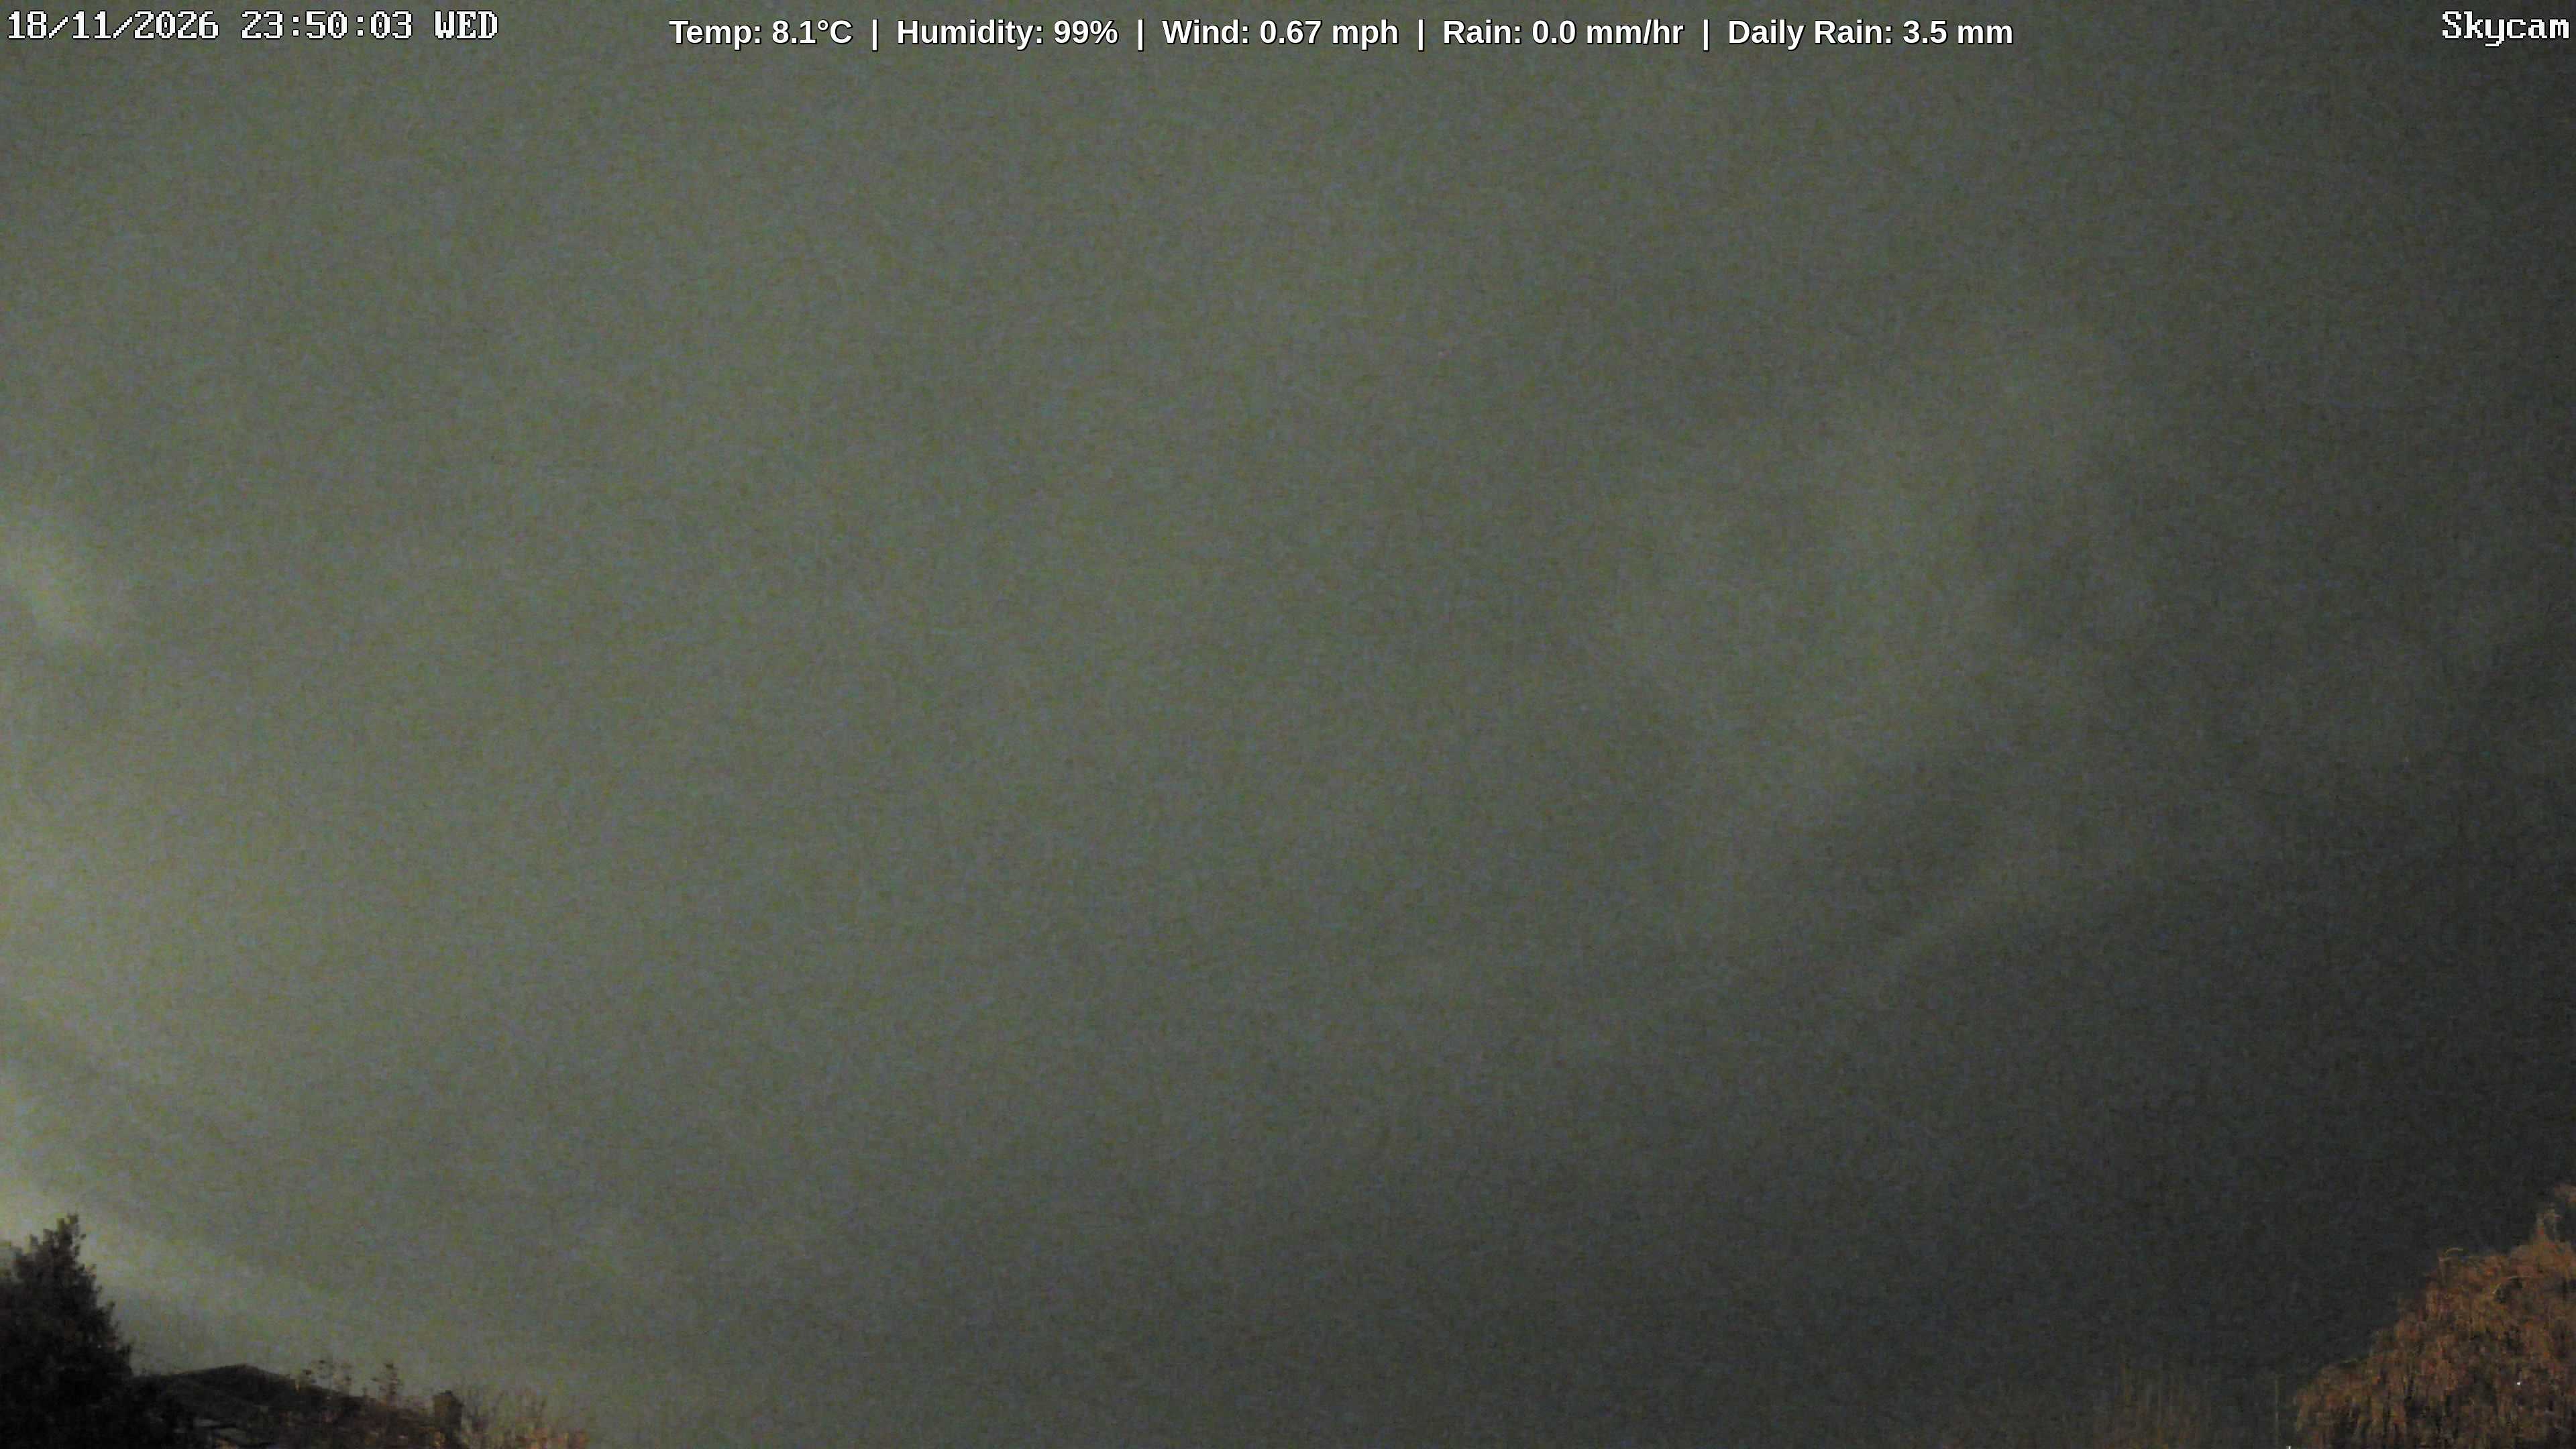 18/11/2026 23:50:03 WED
Temp: 8.1°C | Humidity: 99% | Wind: 0.67 mph | Rain: 0.0 mm/hr | Daily Rain: 3.5 mm
Skycam